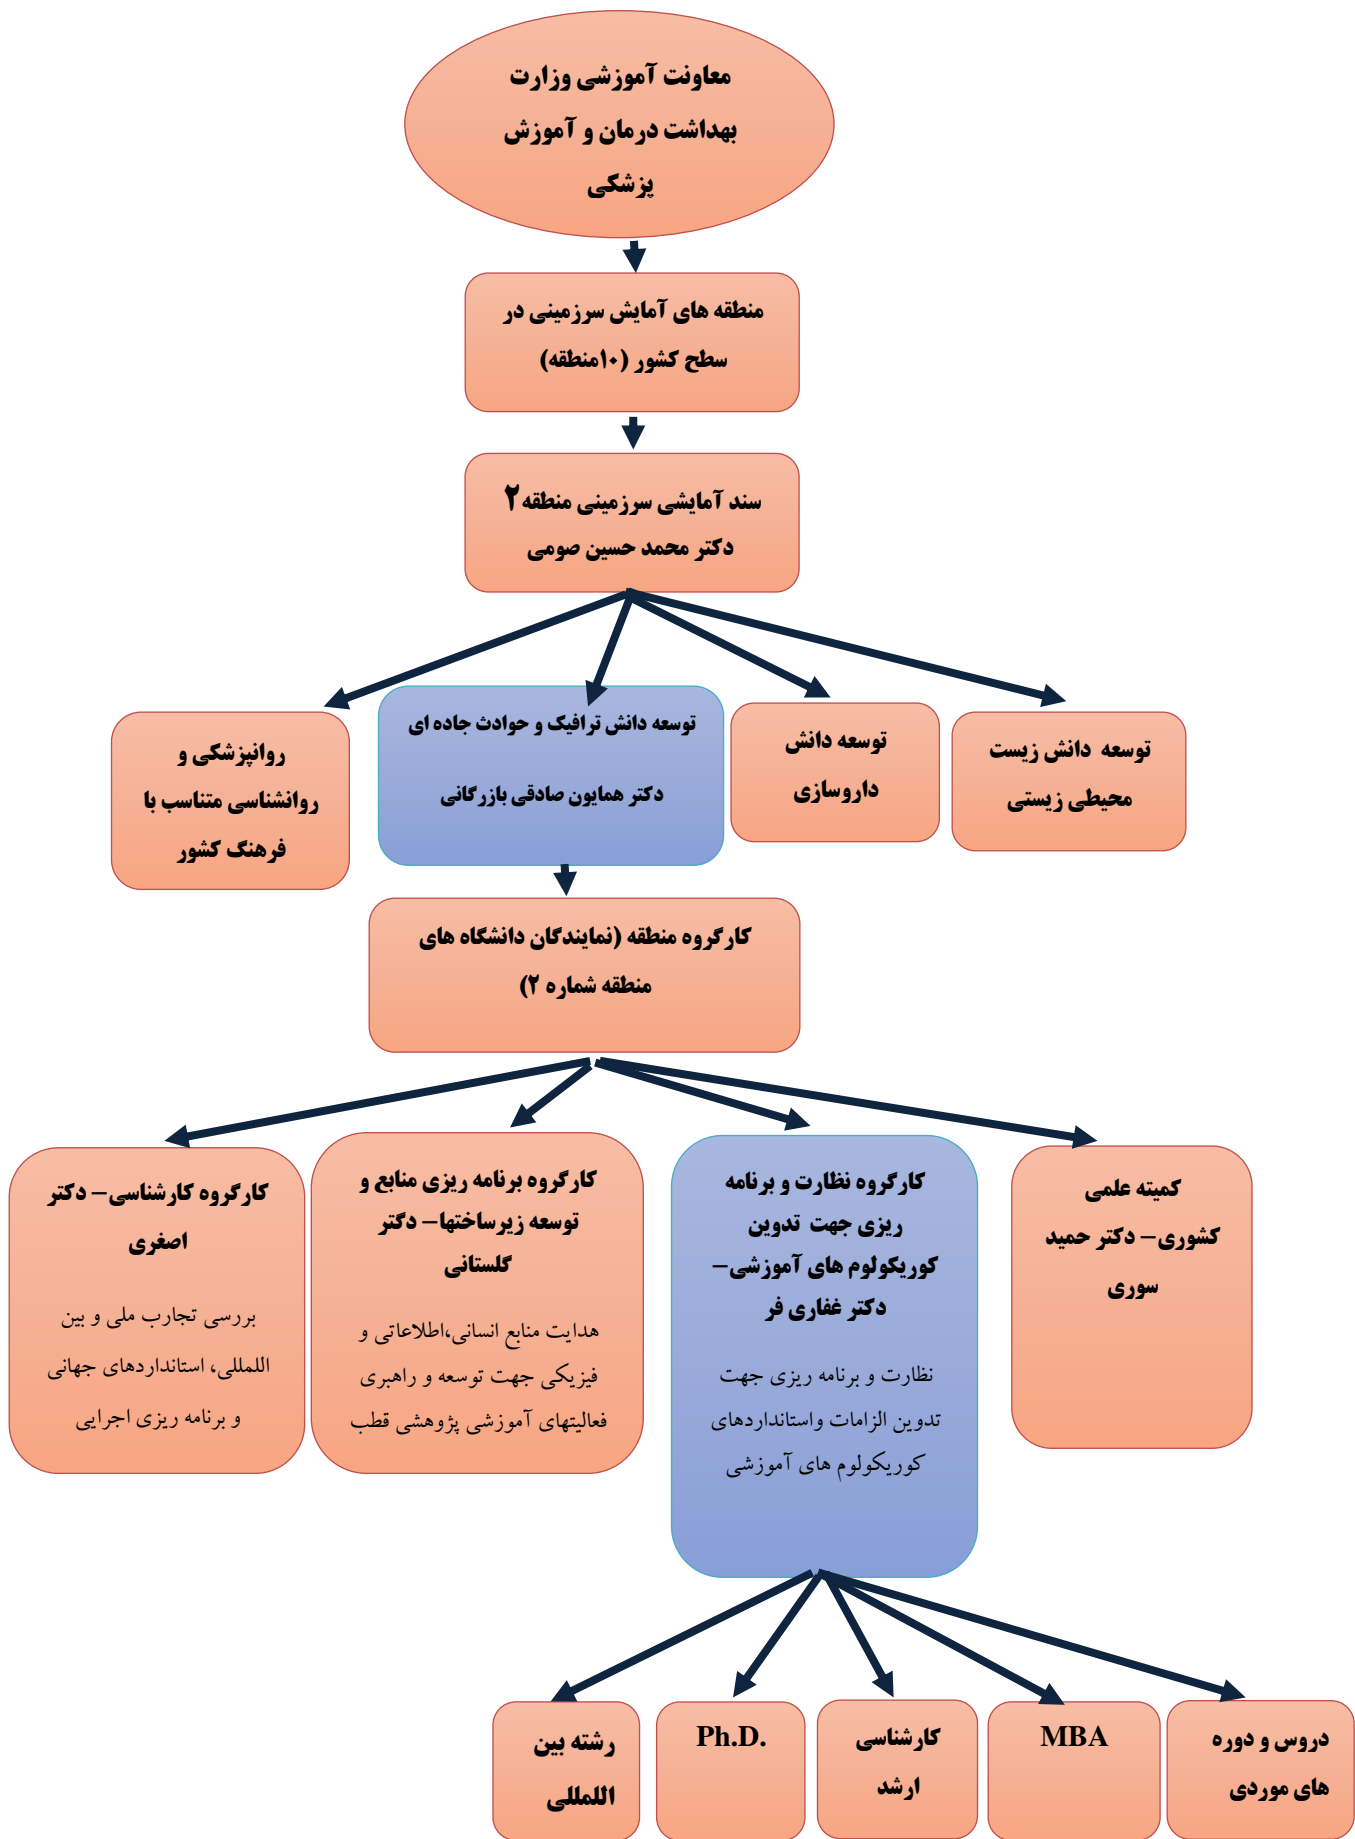 معاونت آموزشی وزارت
بهداشت درمان و آموزش
پزشکی
منطقه های آمایش سرزمینی در
سطح کشور (۱۰منطقه)
سند آمایشی سرزمینی منطقه ۲
دکتر محمد حسین صومی
توسعه دانش زیست
محیطی زیستی
توسعه دانش
داروسازی
توسعه دانش ترافیک و حوادث جاده ای
دکتر همایون صادقی بازرگانی
روانپزشکی و
روانشناسی متناسب با
فرهنگ کشور
کارگروه منطقه (نمایندگان دانشگاه های
منطقه شماره ۲)
کمیته علمی
کشوری– دکتر حمید
سوری
کارگروه نظارت و برنامه
ریزی جهت تدوین
کوریکولوم های آموزشی–
دکتر غفاری فر
نظارت و برنامه ریزی جهت
تدوین الزامات واستانداردهای
کوریکولوم های آموزشی
کارگروه برنامه ریزی منابع و
توسعه زیرساختها– دگتر
گلستانی
هدایت منابع انسانی،اطلاعاتی و
فیزیکی جهت توسعه و راهبری
فعالیتهای آموزشی پژوهشی قطب
کارگروه کارشناسی– دکتر
اصغری
بررسی تجارب ملی و بین
اللمللی، استانداردهای جهانی
و برنامه ریزی اجرایی
دروس و دوره
های موردی
MBA
کارشناسی
ارشد
Ph.D.
رشته بین
اللمللی